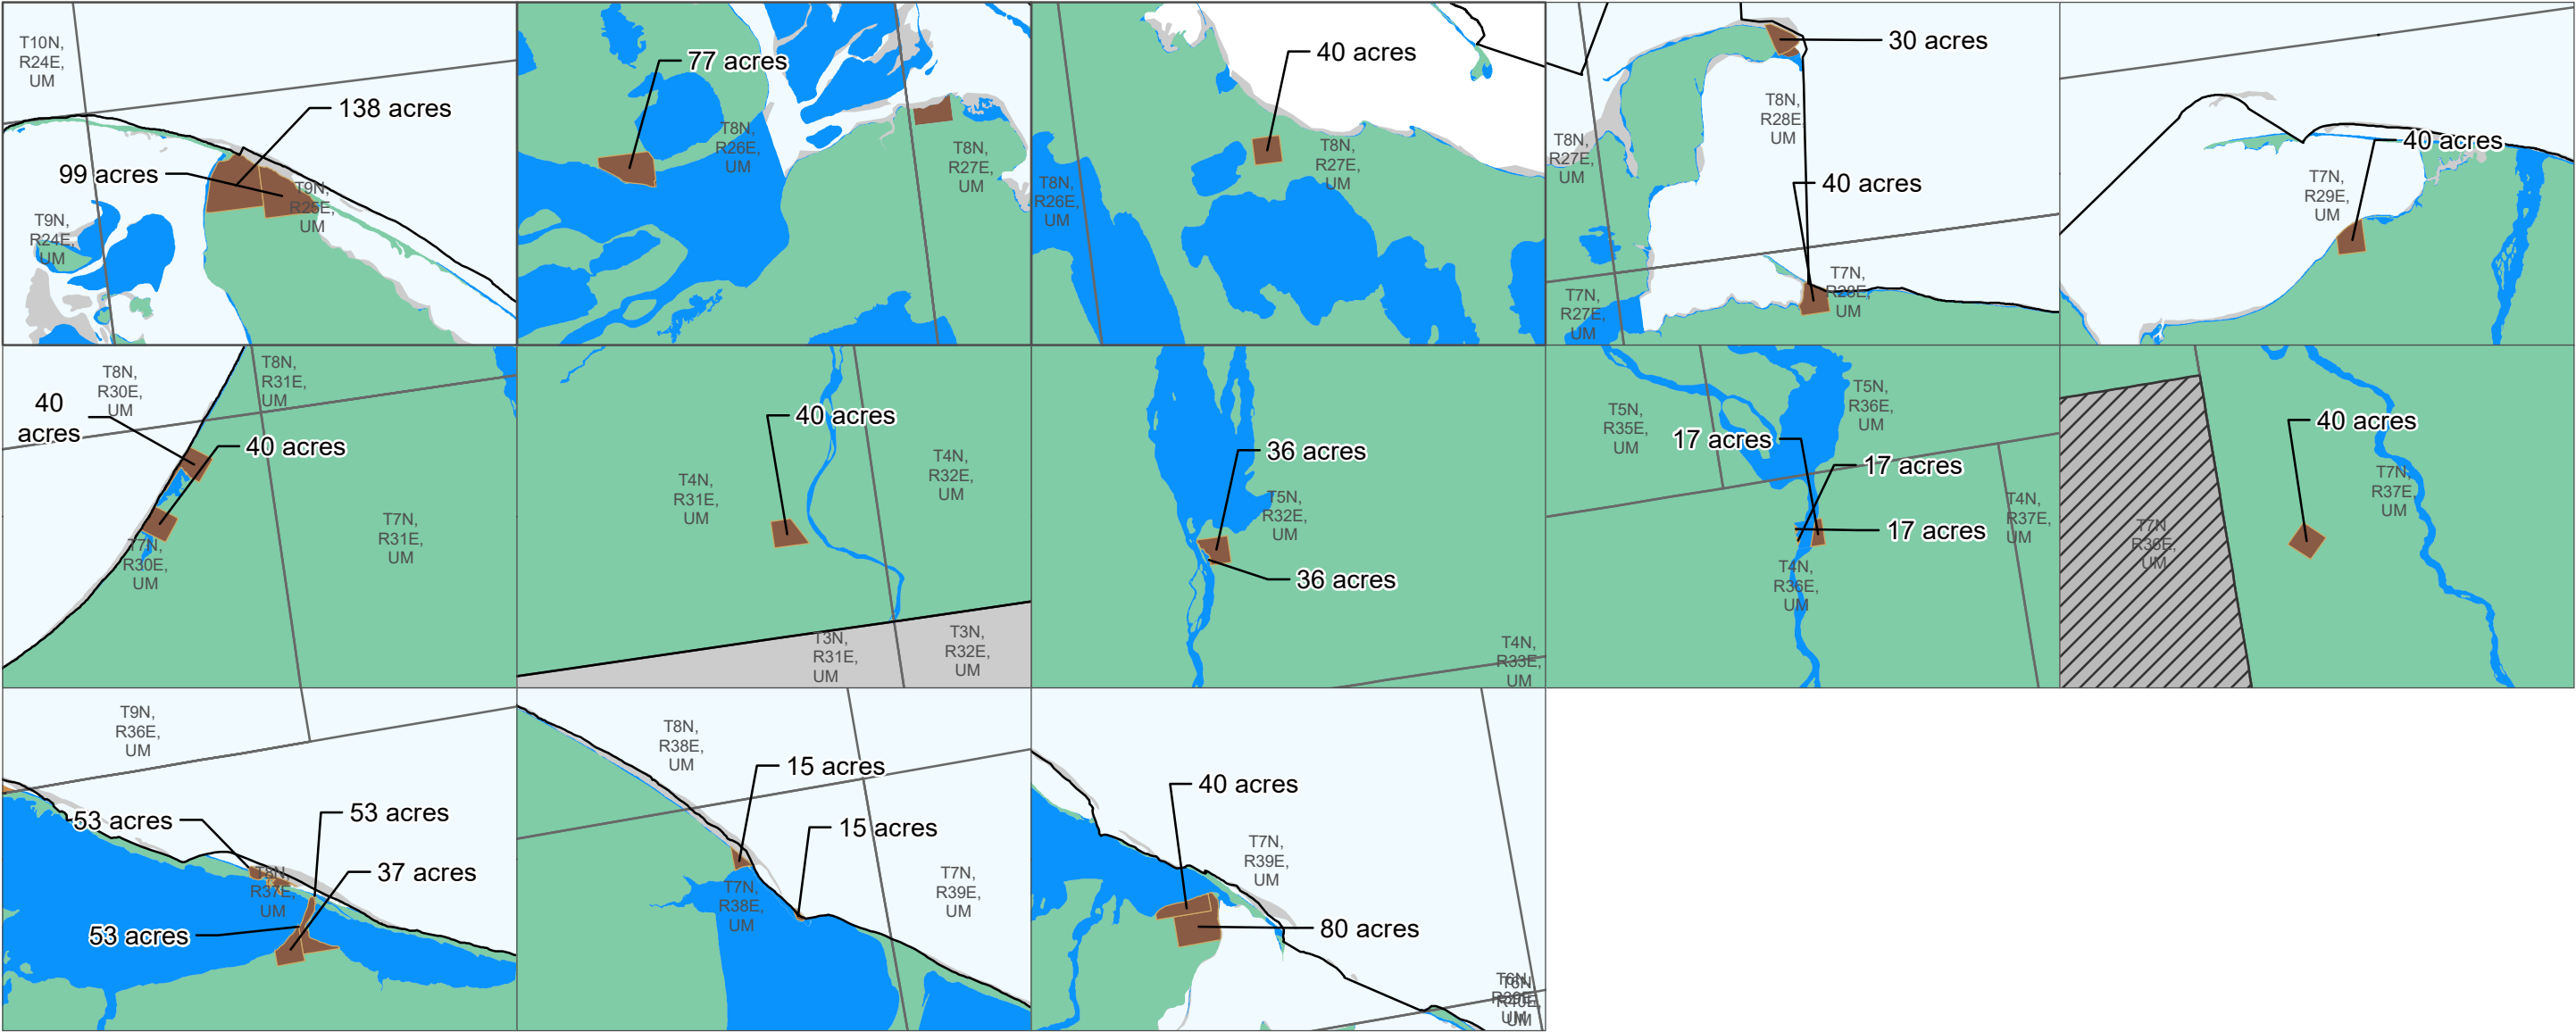 T10N,
R24E,
UM
138 acres
99 acres
T9N,
R25E,
UM
T9N,
R24E,
UM
77 acres
T8N,
R26E,
UM
T8N,
R27E,
UM
40 acres
T8N,
R27E,
UM
T8N,
R26E,
UM
30 acres
T8N,
R28E,
UM
T8N,
R27E,
UM
40 acres
T7N,
R28E,
UM
T7N,
R27E,
UM
40 acres
T7N,
R29E,
UM
T8N,
R30E,
UM
T8N,
R31E,
UM
40
acres
40 acres
T7N,
R31E,
UM
T7N,
R30E,
UM
40 acres
T4N,
R31E,
UM
T4N,
R32E,
UM
T3N,
R31E,
UM
T3N,
R32E,
UM
36 acres
T5N,
R32E,
UM
36 acres
T4N,
R33E,
UM
T5N,
R35E,
UM
T5N,
R36E,
UM
17 acres
17 acres
17 acres
T4N,
R37E,
UM
T4N,
R36E,
UM
40 acres
T7N,
R37E,
UM
T7N
R36E,
UM
T9N,
R36E,
UM
53 acres
53 acres
T8N,
R37E,
UM
37 acres
53 acres
T8N,
R38E,
UM
15 acres
15 acres
T7N,
R38E,
UM
T7N,
R39E,
UM
40 acres
T7N,
R39E,
UM
80 acres
T6N,
UM
UM